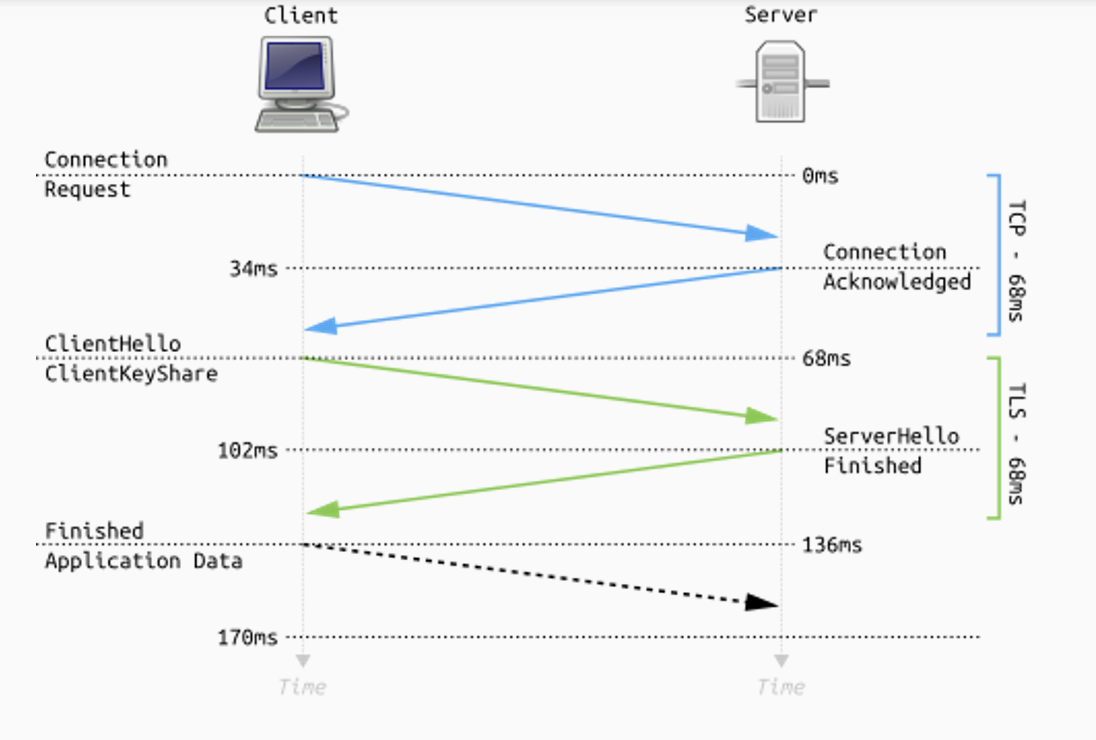 Client
Server
Connection
Request
0ms
TCP - 68ms
34ms
Connection
Acknowledged
ClientHello
ClientKeyShare
68ms
TLS - 68ms
102ms
ServerHello
Finished
Finished
Application Data
136ms
170ms
Time
Time